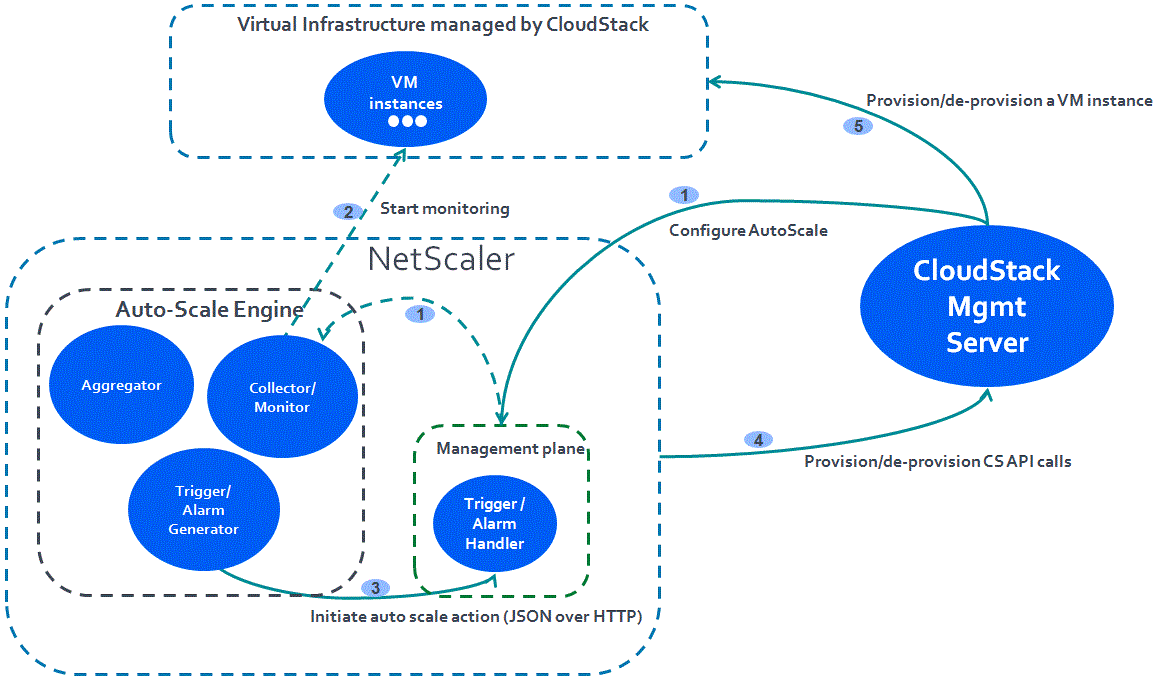 Virtual Infrastructure managed by CloudStack
VM
instances
Provision/de-provision a VM instance
5
1
2
Start monitoring
Configure AutoScale
NetScaler
CloudStack
Mgmt
Server
Auto-Scale Engine
1
Aggregator
Collector/
Monitor
4
Management plane
Provision/de-provision CS API calls
Trigger/
Alarm
Generator
Trigger /
Alarm
Handler
3
Initiate auto scale action (JSON over HTTP)